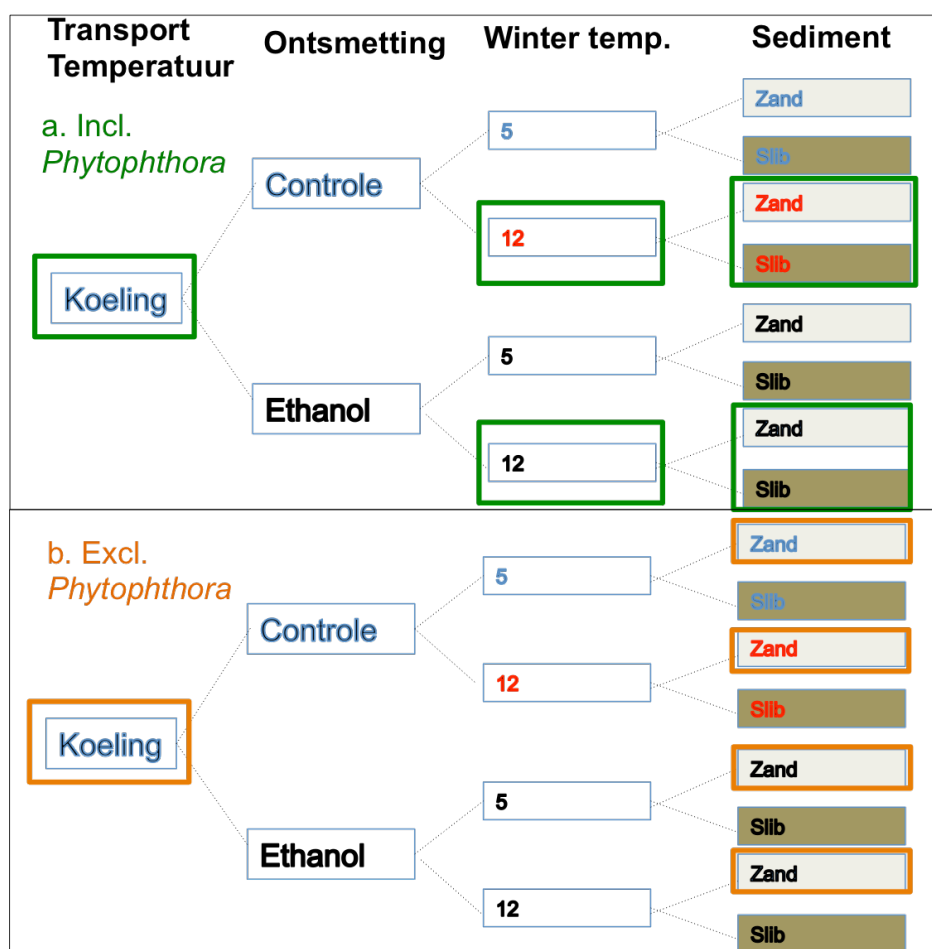 Transport
Temperatuur
Ontsmetting
Winter temp.
Sediment
a. Incl.
Phytophthora
Koeling
Controle
5
Zand
Slib
12
Zand
Slib
Ethanol
5
Zand
Slib
12
Zand
Slib
b. Excl.
Phytophthora
Koeling
Controle
5
Zand
Slib
12
Zand
Slib
Ethanol
5
Zand
Slib
12
Zand
Slib